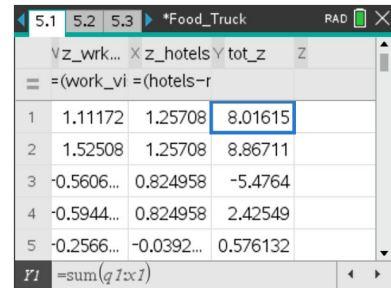 5.1 5.2 5.3 *Food_Truck RAD
W z_wrk... X z_hotels Y tot_z Z
= =(work_vi =(hotels-r
1 1.11172 1.25708 8.01615
2 1.52508 1.25708 8.86711
3 -0.5606... 0.824958 -5.4764
4 -0.5944... 0.824958 2.42549
5 -0.2566... -0.0392... 0.576132
Y1 =sum(q1:x1)